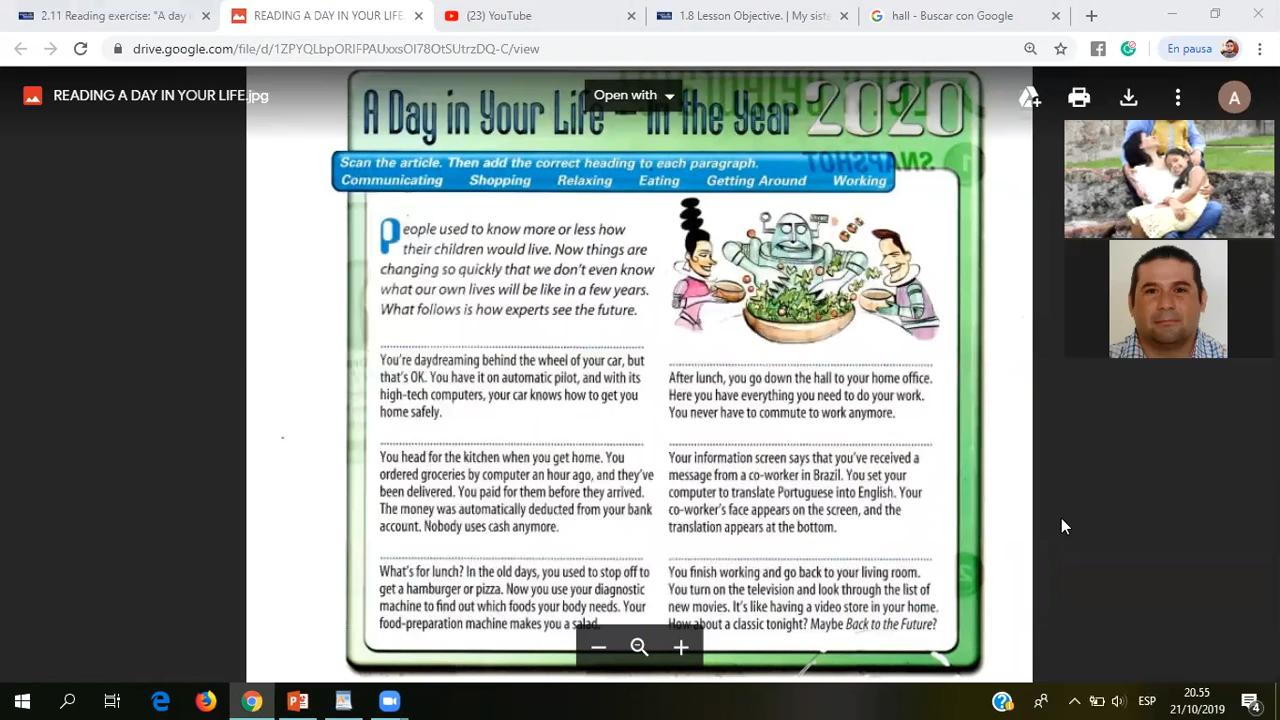 2.11 Reading exercise: "A day i
READING A DAY IN YOUR LIFE.
(23) YouTube
1.8 Lesson Objective. | My sist
hall - Buscar con Google
drive.google.com/file/d/1ZPYQLbpORIFPAUxxsOI78OtSUtrzDQ-C/view
En pausa
READING A DAY IN YOUR LIFE.jpg
Open with
A
A Day in Your Life – In the Year 2020
Scan the article. Then add the correct heading to each paragraph.
Communicating Shopping Relaxing Eating Getting Around Working
SNAPSHOT
People used to know more or less how
their children would live. Now things are
changing so quickly that we don't even know
what our own lives will be like in a few years.
What follows is how experts see the future.
You're daydreaming behind the wheel of your car, but
that's OK. You have it on automatic pilot, and with its
high-tech computers, your car knows how to get you
home safely.
You head for the kitchen when you get home. You
ordered groceries by computer an hour ago, and they've
been delivered. You paid for them before they arrived.
The money was automatically deducted from your bank
account. Nobody uses cash anymore.
What's for lunch? In the old days, you used to stop off to
get a hamburger or pizza. Now you use your diagnostic
machine to find out which foods your body needs. Your
food-preparation machine makes you a salad.
After lunch, you go down the hall to your home office.
Here you have everything you need to do your work.
You never have to commute to work anymore.
Your information screen says that you've received a
message from a co-worker in Brazil. You set your
computer to translate Portuguese into English. Your
co-worker's face appears on the screen, and the
translation appears at the bottom.
You finish working and go back to your living room.
You turn on the television and look through the list of
new movies. It's like having a video store in your home.
How about a classic tonight? Maybe Back to the Future?
ESP
20.55
21/10/2019
4